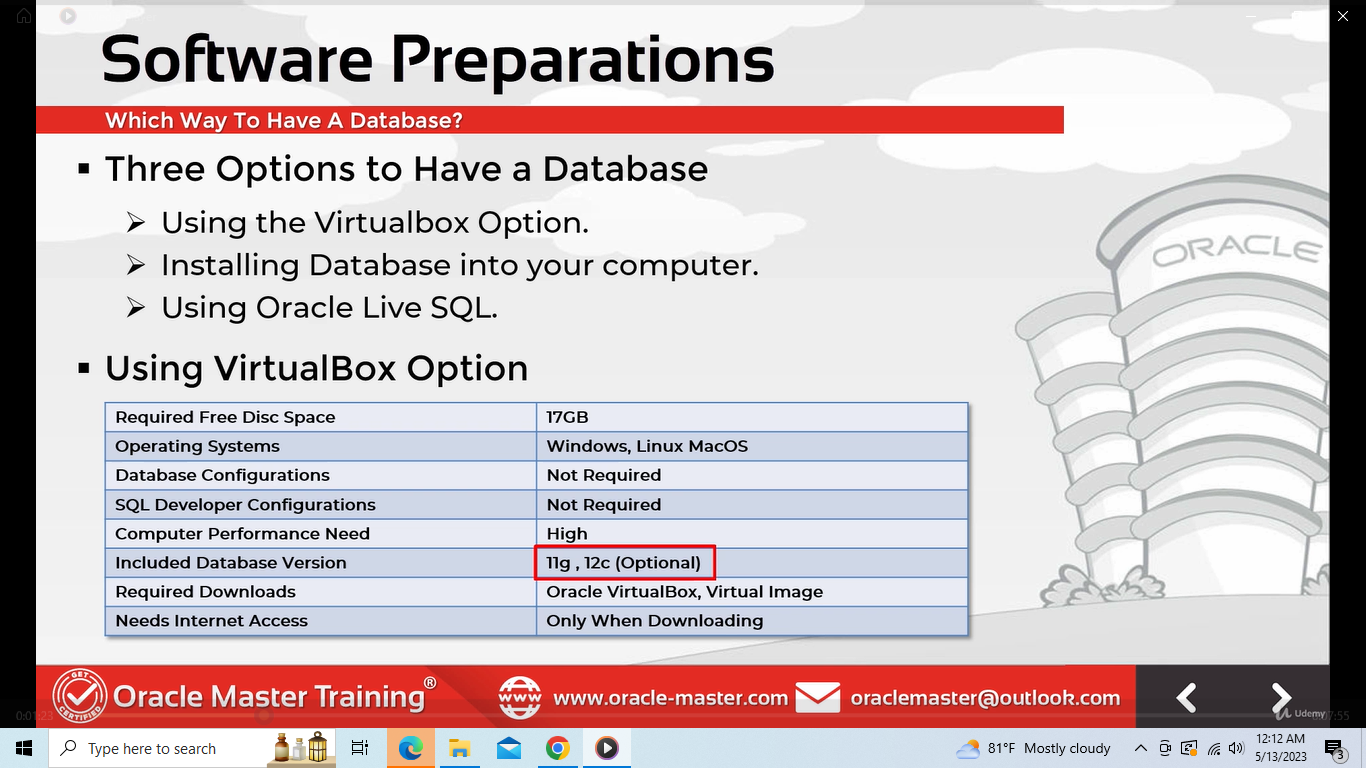 Software Preparations
Which Way To Have A Database?
Three Options to Have a Database
Using the Virtualbox Option.
Installing Database into your computer.
Using Oracle Live SQL.
ORACLE
Using VirtualBox Option
Required Free Disc Space 17GB
Operating Systems Windows, Linux MacOS
Database Configurations Not Required
SQL Developer Configurations Not Required
Computer Performance Need High
Included Database Version 11g , 12c (Optional)
Required Downloads Oracle VirtualBox, Virtual Image
Needs Internet Access Only When Downloading
GET CERTIFIED
Oracle Master Training®
WWW
www.oracle-master.com
oraclemaster@outlook.com
0:01:23
Udemy
Type here to search
81°F Mostly cloudy
12:12 AM
5/13/2023
3